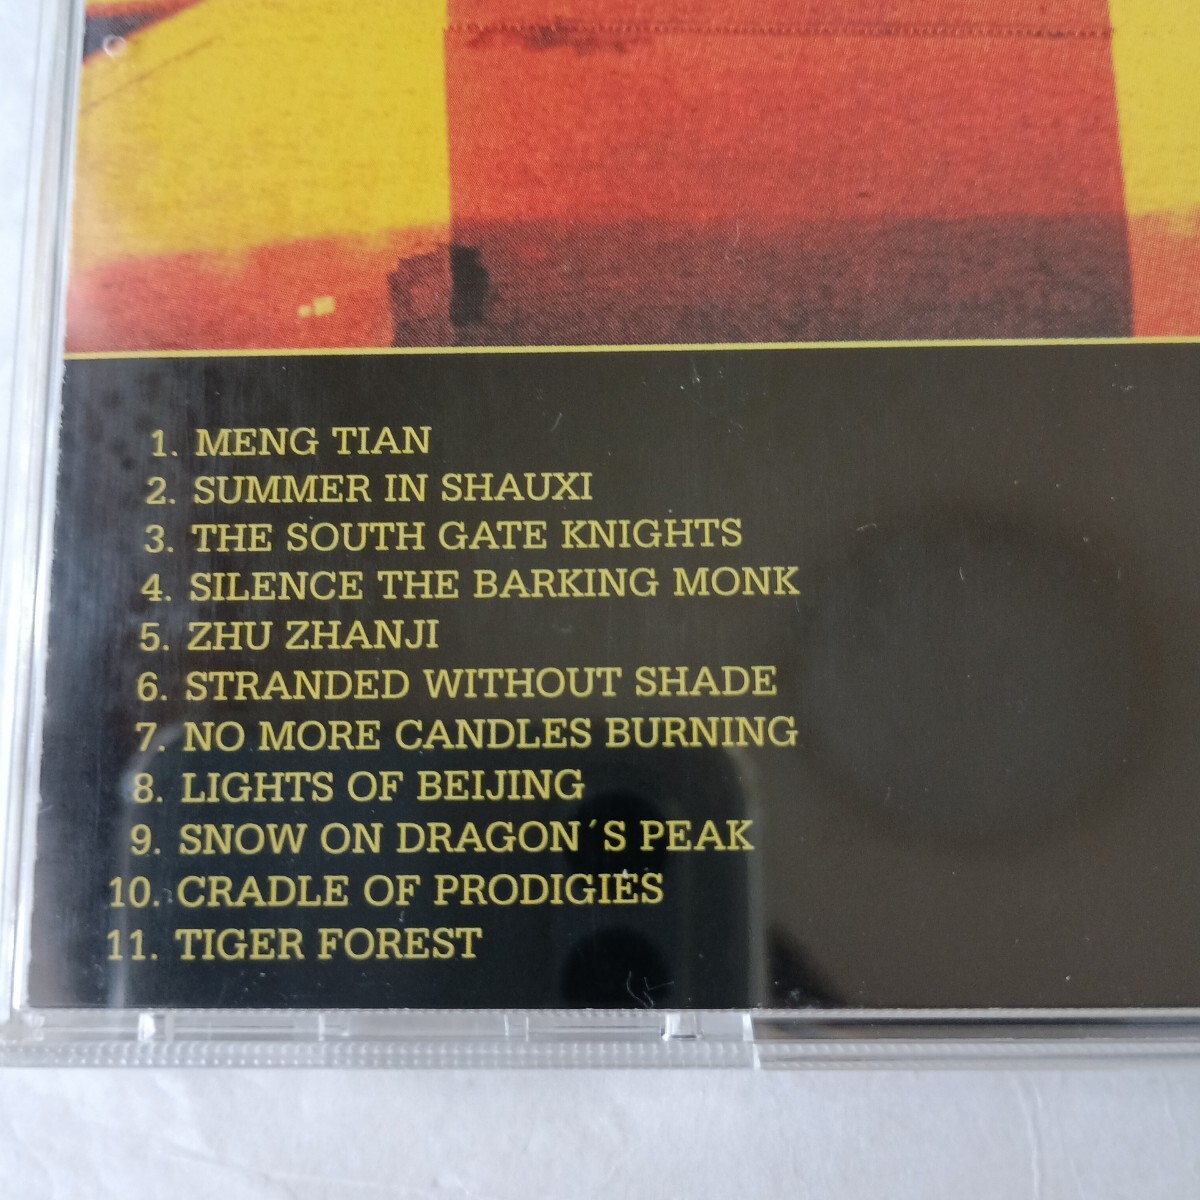 1. MENG TIAN
2. SUMMER IN SHAUXI
3. THE SOUTH GATE KNIGHTS
4. SILENCE THE BARKING MONK
5. ZHU ZHANJI
6. STRANDED WITHOUT SHADE
7. NO MORE CANDLES BURNING
8. LIGHTS OF BEIJING
9. SNOW ON DRAGON´S PEAK
10. CRADLE OF PRODIGIES
11. TIGER FOREST